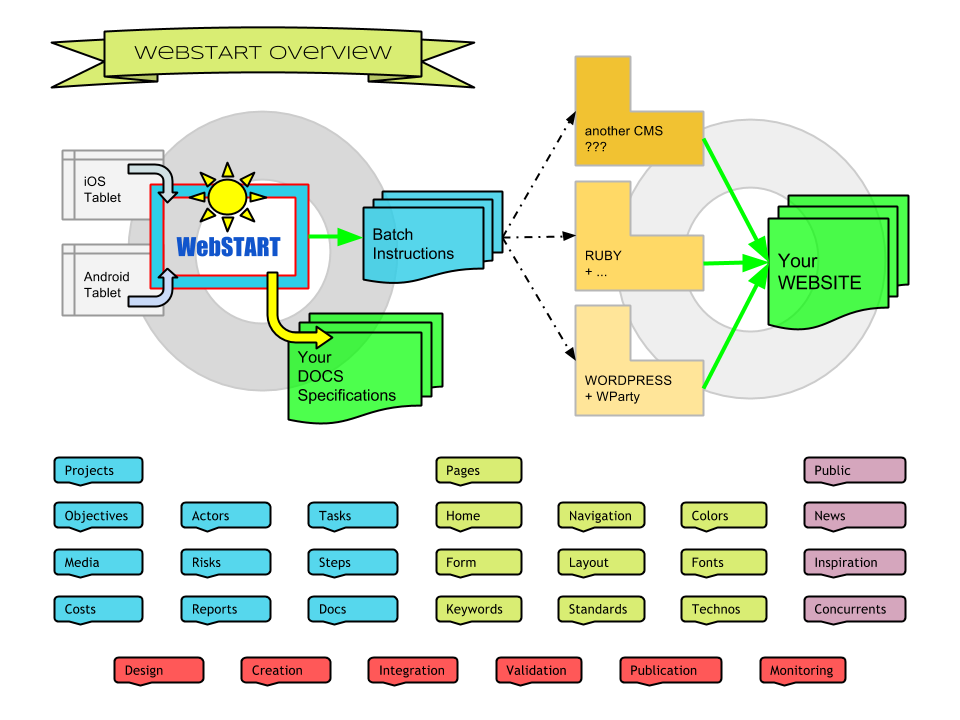 WEBSTART OVERVIEW
iOS
Tablet
Android
Tablet
WebSTART
Batch
Instructions
Your
DOCS
Specifications
another CMS
???
RUBY
+ ...
WORDPRESS
+ WParty
Your
WEBSITE
Projects
Pages
Public
Objectives
Actors
Tasks
Home
Navigation
Colors
News
Media
Risks
Steps
Form
Layout
Fonts
Inspiration
Costs
Reports
Docs
Keywords
Standards
Technos
Concurrents
Design
Creation
Integration
Validation
Publication
Monitoring